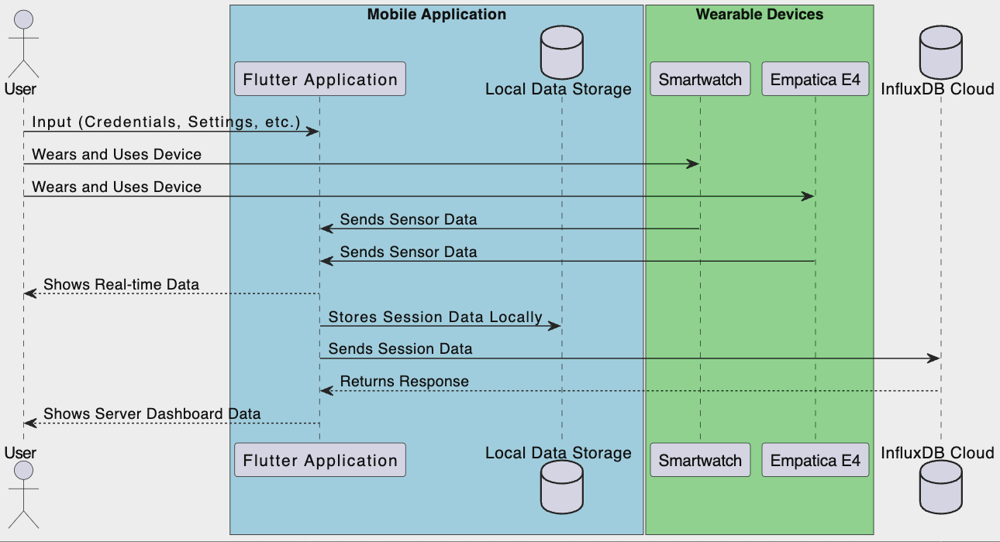 Mobile Application
Wearable Devices
User
Flutter Application
Local Data Storage
Smartwatch
Empatica E4
InfluxDB Cloud
Input (Credentials, Settings, etc.)
Wears and Uses Device
Wears and Uses Device
Sends Sensor Data
Sends Sensor Data
Shows Real-time Data
Stores Session Data Locally
Sends Session Data
Returns Response
Shows Server Dashboard Data
User
Flutter Application
Local Data Storage
Smartwatch
Empatica E4
InfluxDB Cloud